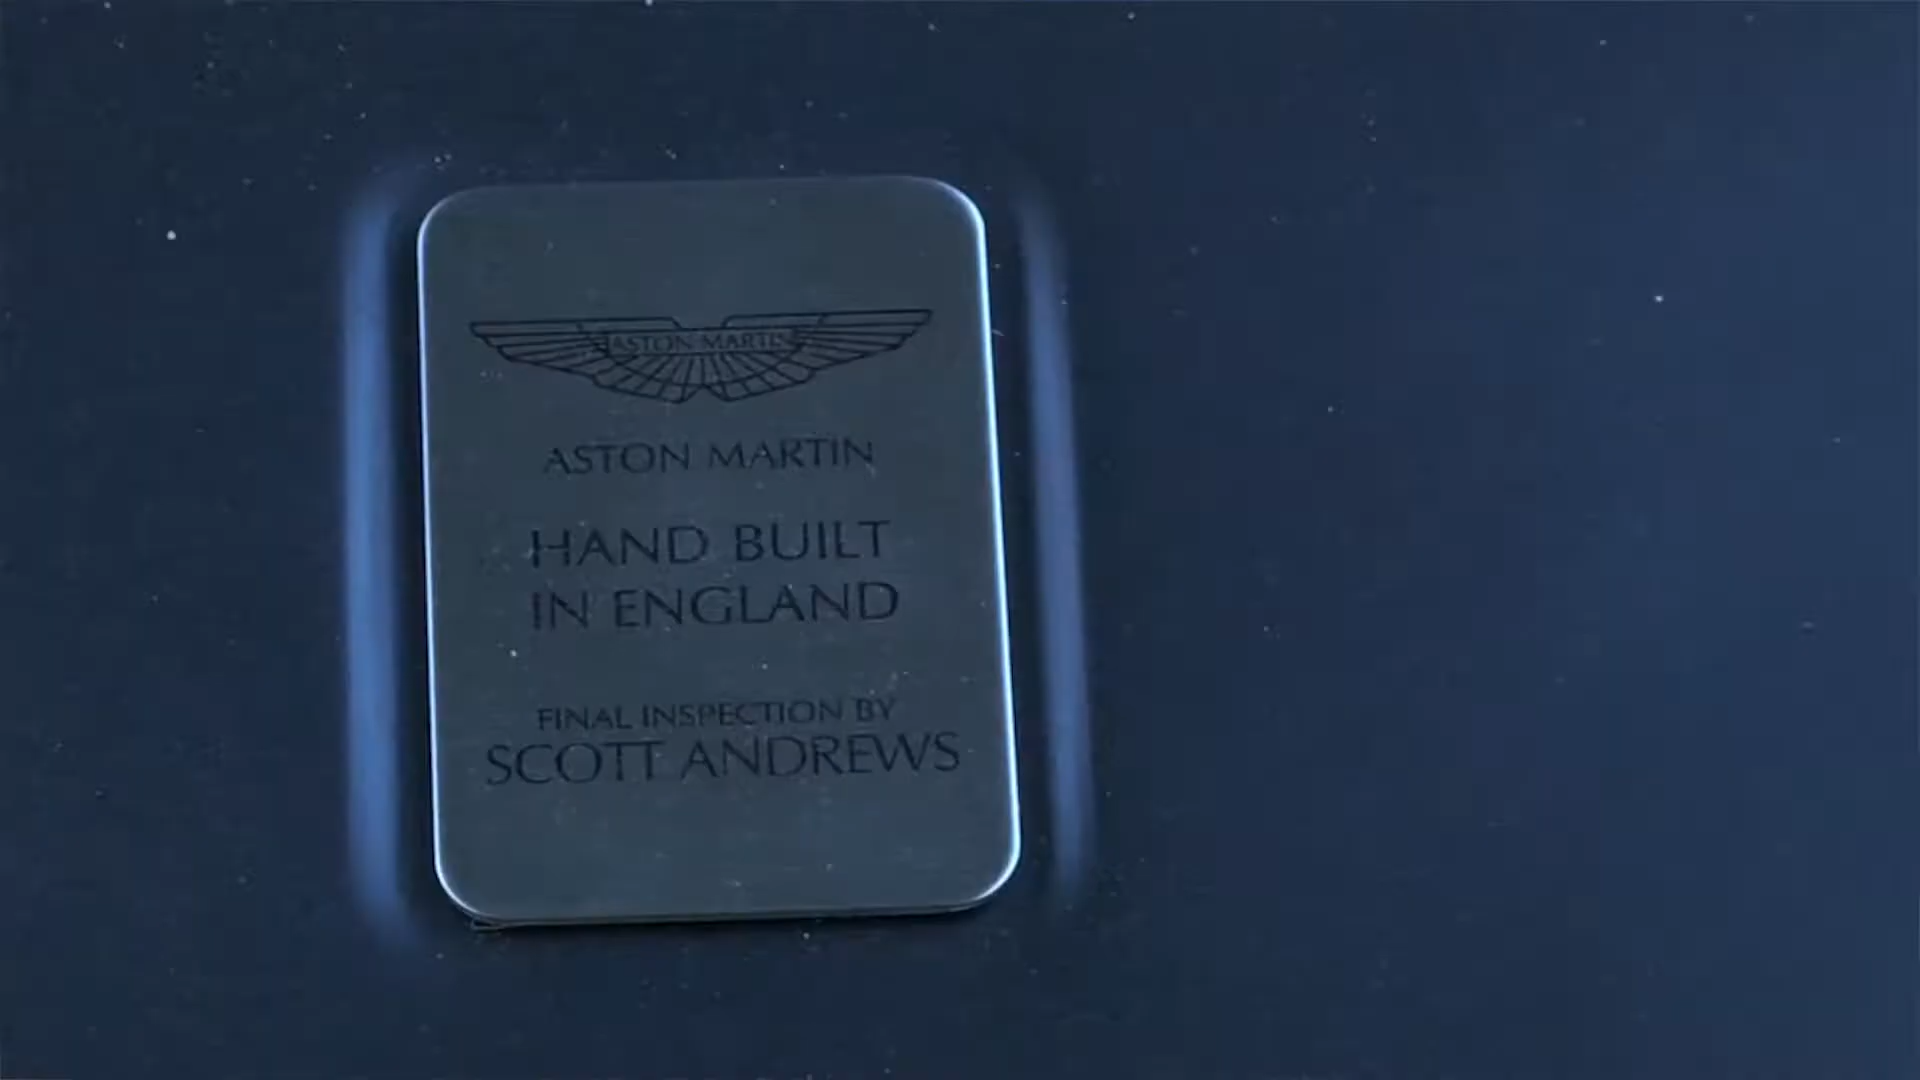 ASTON MARTIN
ASTON MARTIN
HAND BUILT
IN ENGLAND
FINAL INSPECTION BY
SCOTT ANDREWS